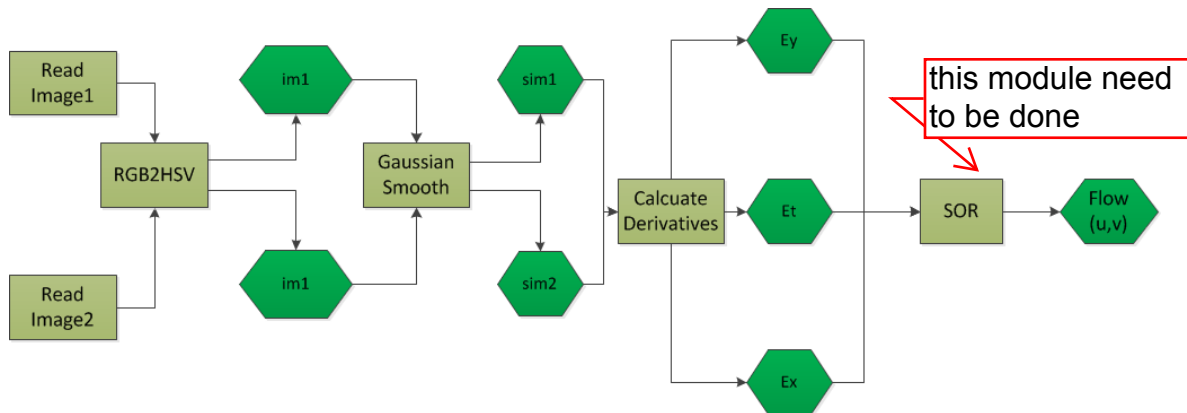 Read
Image1
Read
Image2
RGB2HSV
im1
im1
Gaussian
Smooth
sim1
sim2
Calcuate
Derivatives
Ey
Et
Ex
this module need
to be done
SOR
Flow
(u,v)